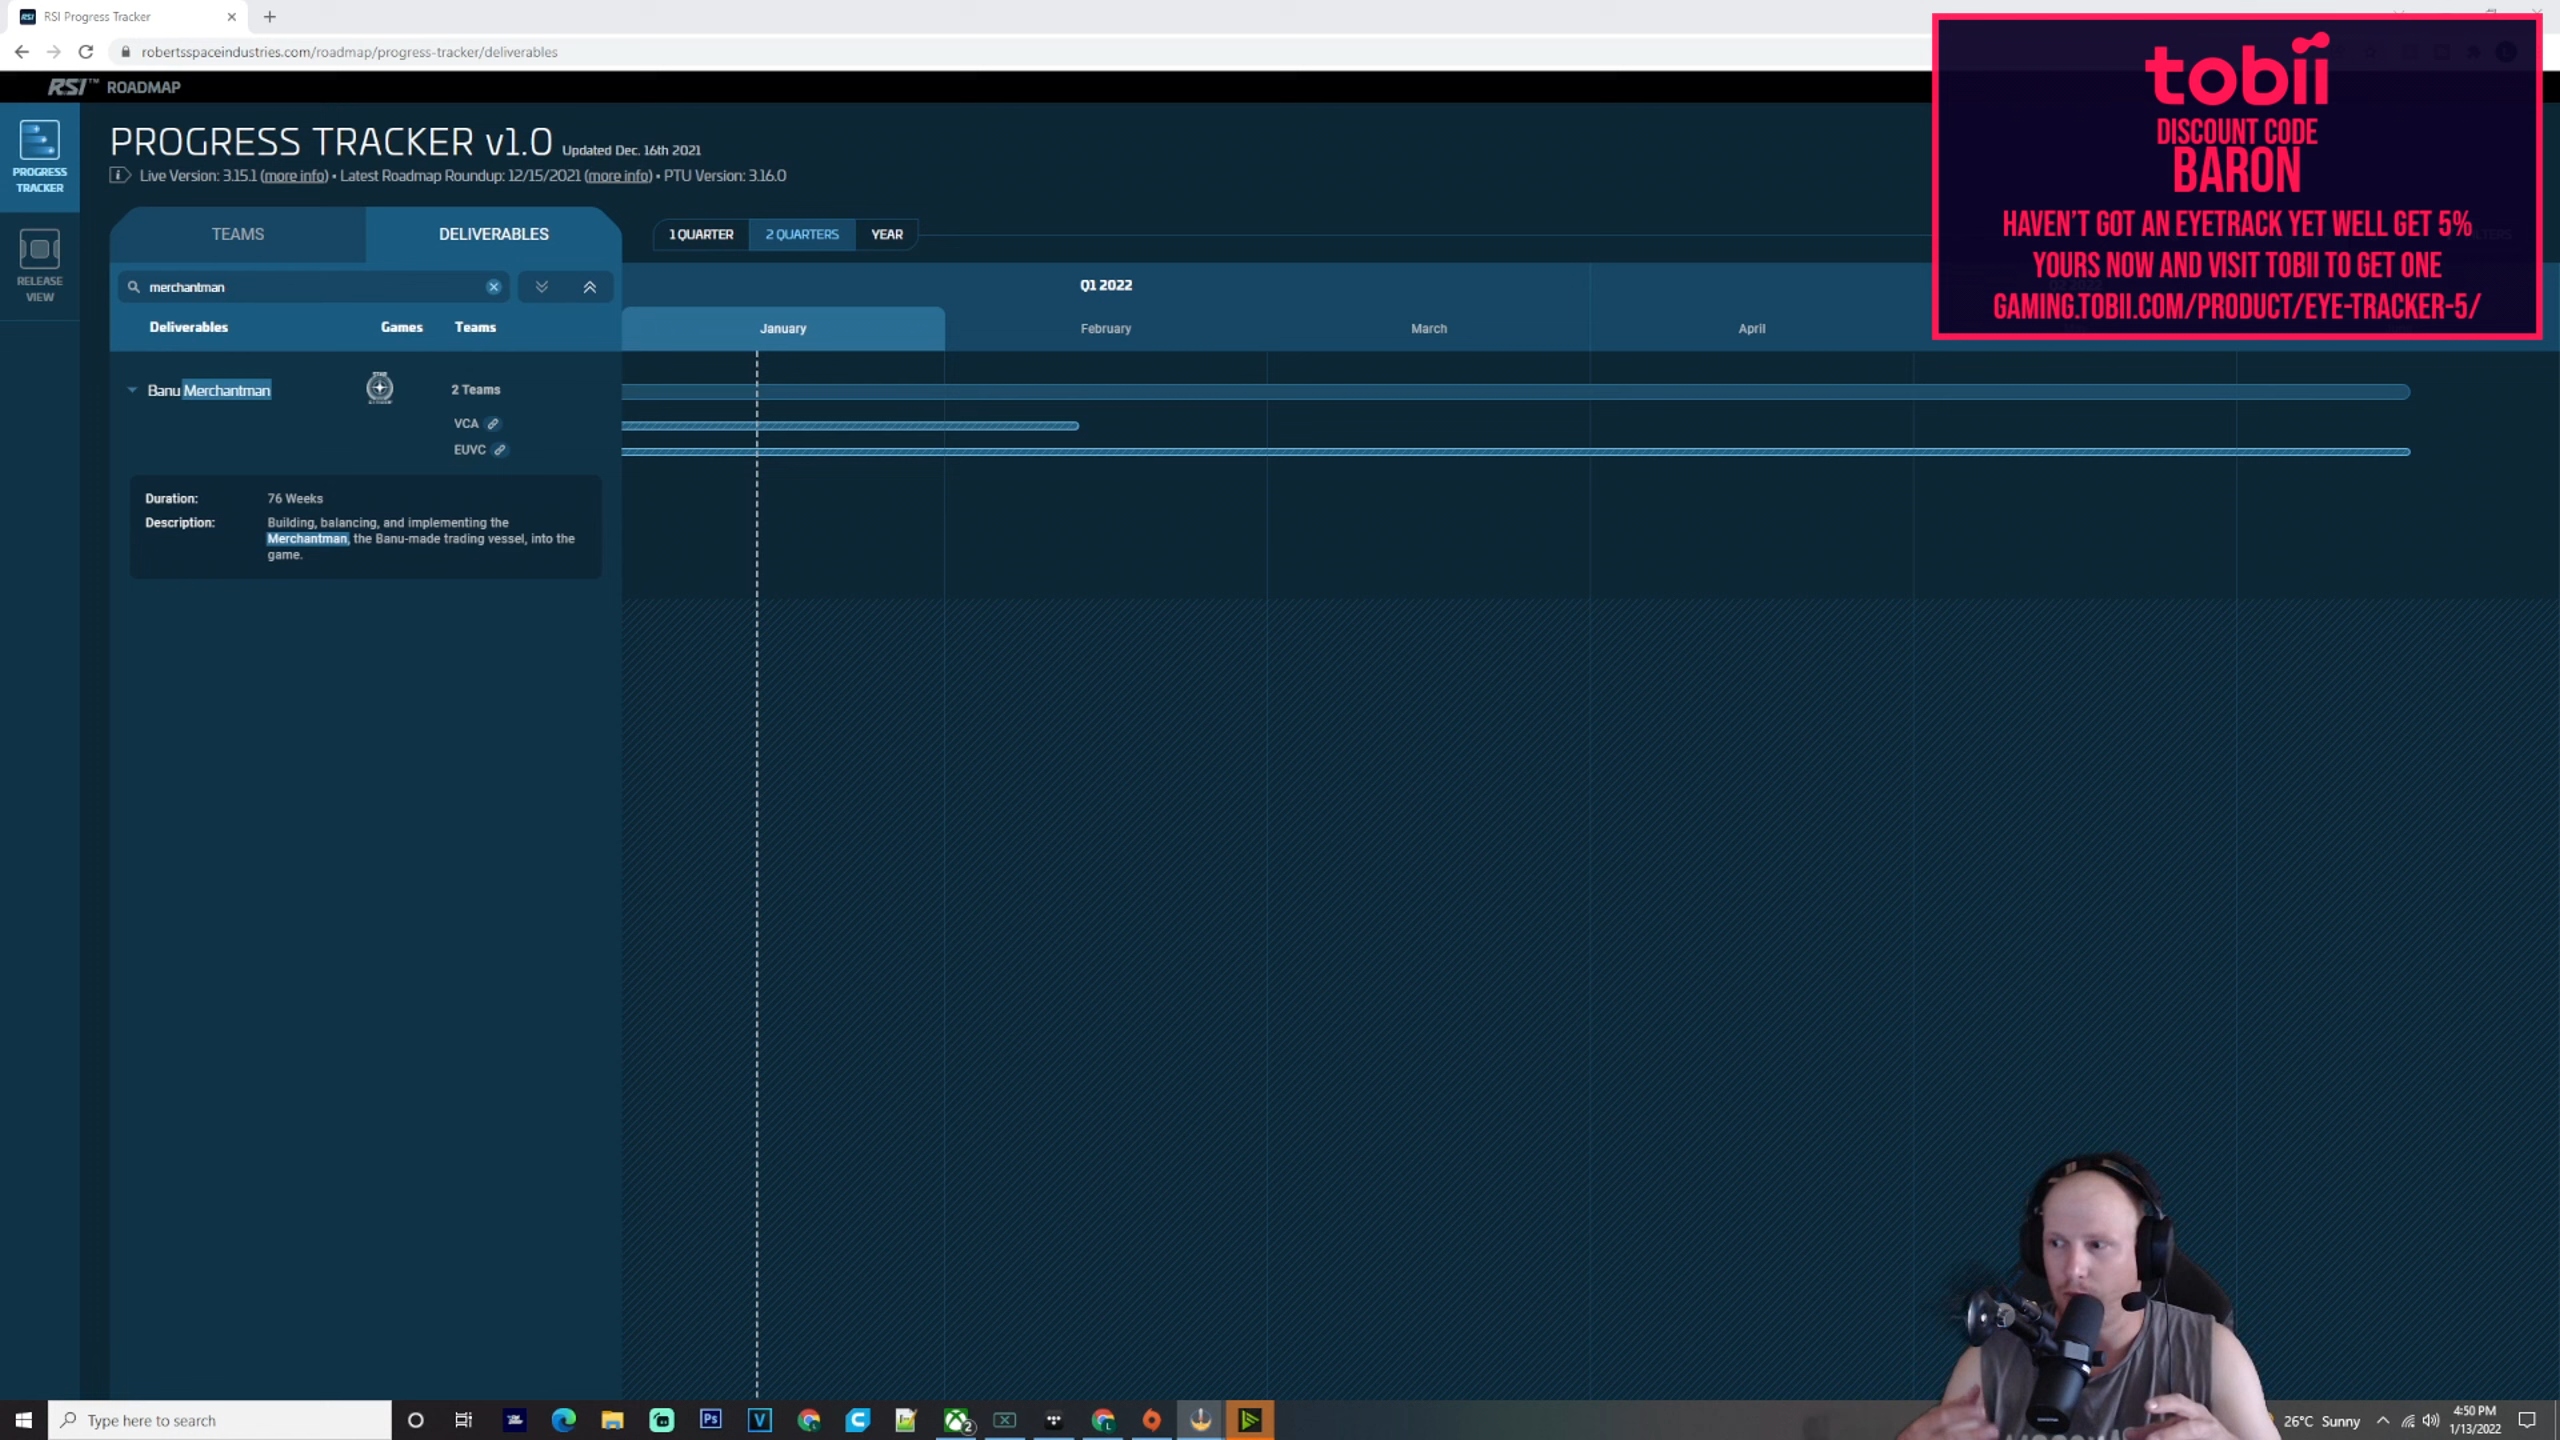 RSI Progress Tracker
robertsspaceindustries.com/roadmap/progress-tracker/deliverables
RSI™ ROADMAP
PROGRESS TRACKER
RELEASE VIEW
PROGRESS TRACKER v1.0 Updated Dec. 16th 2021
Live Version: 3.15.1 (more info) • Latest Roadmap Roundup: 12/15/2021 (more info) • PTU Version: 3.16.0
TEAMS DELIVERABLES
1 QUARTER 2 QUARTERS YEAR
merchantman
Q1 2022
Deliverables Games Teams
January February March April
Banu Merchantman 2 Teams
VCA
EUVC
Duration: 76 Weeks
Description: Building, balancing, and implementing the
Merchantman, the Banu-made trading vessel, into the
game.
tobii
DISCOUNT CODE
BARON
HAVEN'T GOT AN EYETRACK YET WELL GET 5%
YOURS NOW AND VISIT TOBII TO GET ONE
GAMING.TOBII.COM/PRODUCT/EYE-TRACKER-5/
Type here to search
Ps
V
2
26°C Sunny
4:50 PM
1/13/2022